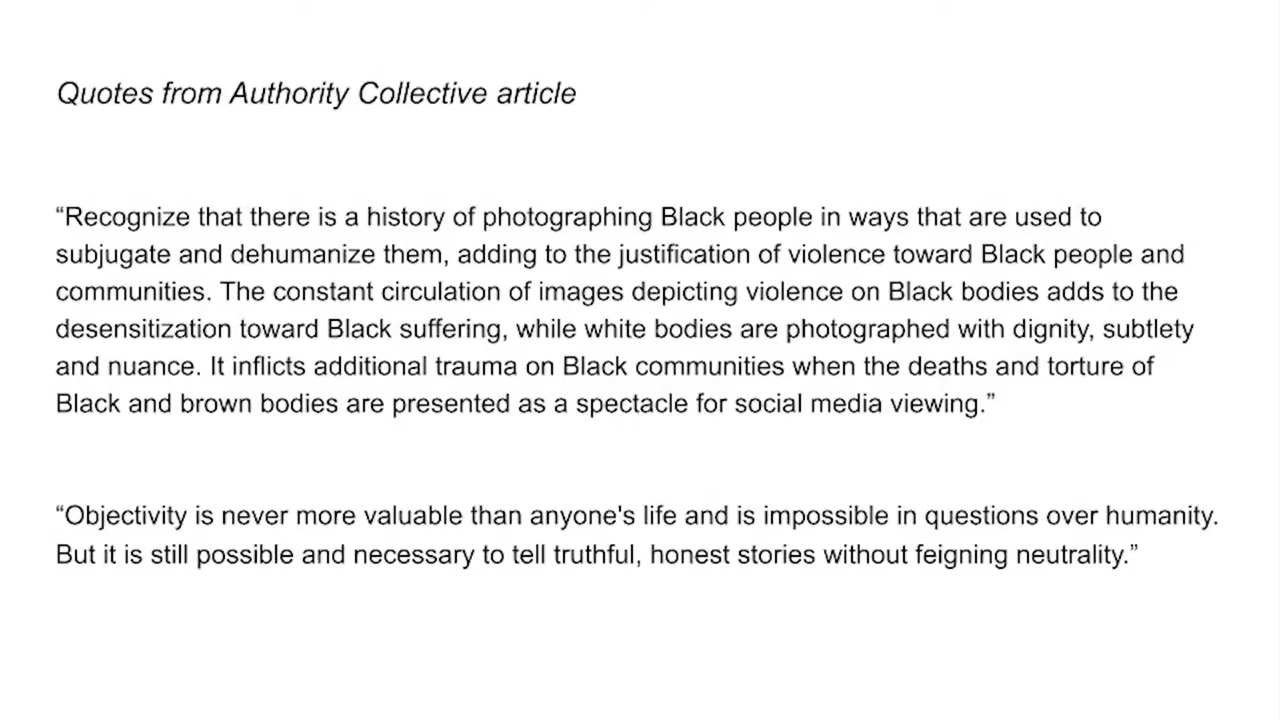 Quotes from Authority Collective article
“Recognize that there is a history of photographing Black people in ways that are used to
subjugate and dehumanize them, adding to the justification of violence toward Black people and
communities. The constant circulation of images depicting violence on Black bodies adds to the
desensitization toward Black suffering, while white bodies are photographed with dignity, subtlety
and nuance. It inflicts additional trauma on Black communities when the deaths and torture of
Black and brown bodies are presented as a spectacle for social media viewing.”
“Objectivity is never more valuable than anyone's life and is impossible in questions over humanity.
But it is still possible and necessary to tell truthful, honest stories without feigning neutrality.”